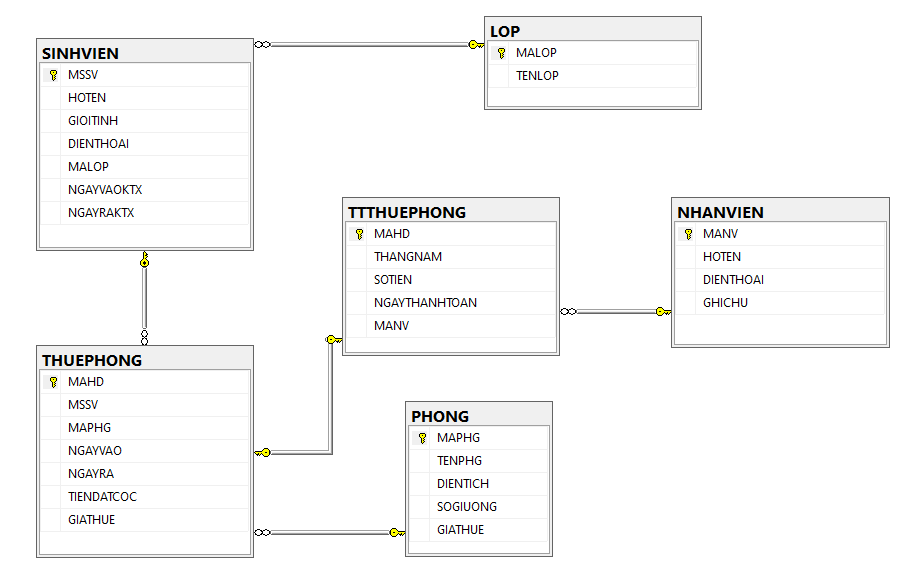 SINHVIEN
MSSV
HOTEN
GIOITINH
DIENTHOAI
MALOP
NGAYVAOKTX
NGAYRAKTX
LOP
MALOP
TENLOP
TTTHUEPHONG
MAHD
THANGNAM
SOTIEN
NGAYTHANHTOAN
MANV
NHANVIEN
MANV
HOTEN
DIENTHOAI
GHICHU
THUEPHONG
MAHD
MSSV
MAPHG
NGAYVAO
NGAYRA
TIENDATCOC
GIATHUE
PHONG
MAPHG
TENPHG
DIENTICH
SOGIUONG
GIATHUE